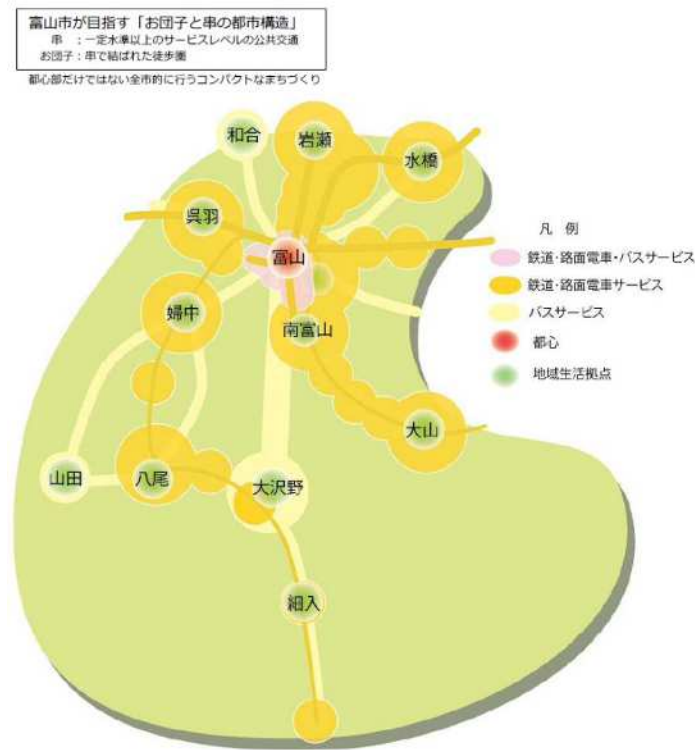 富山市が目指す「お団子と串の都市構造」
串　：一定水準以上のサービスレベルの公共交通
お団子：串で結ばれた徒歩圏
都心部だけではない全市的に行うコンパクトなまちづくり
和合
岩瀬
水橋
呉羽
富山
婦中
南富山
大山
山田
八尾
大沢野
細入
凡　例
鉄道・路面電車・バスサービス
鉄道・路面電車サービス
バスサービス
都心
地域生活拠点